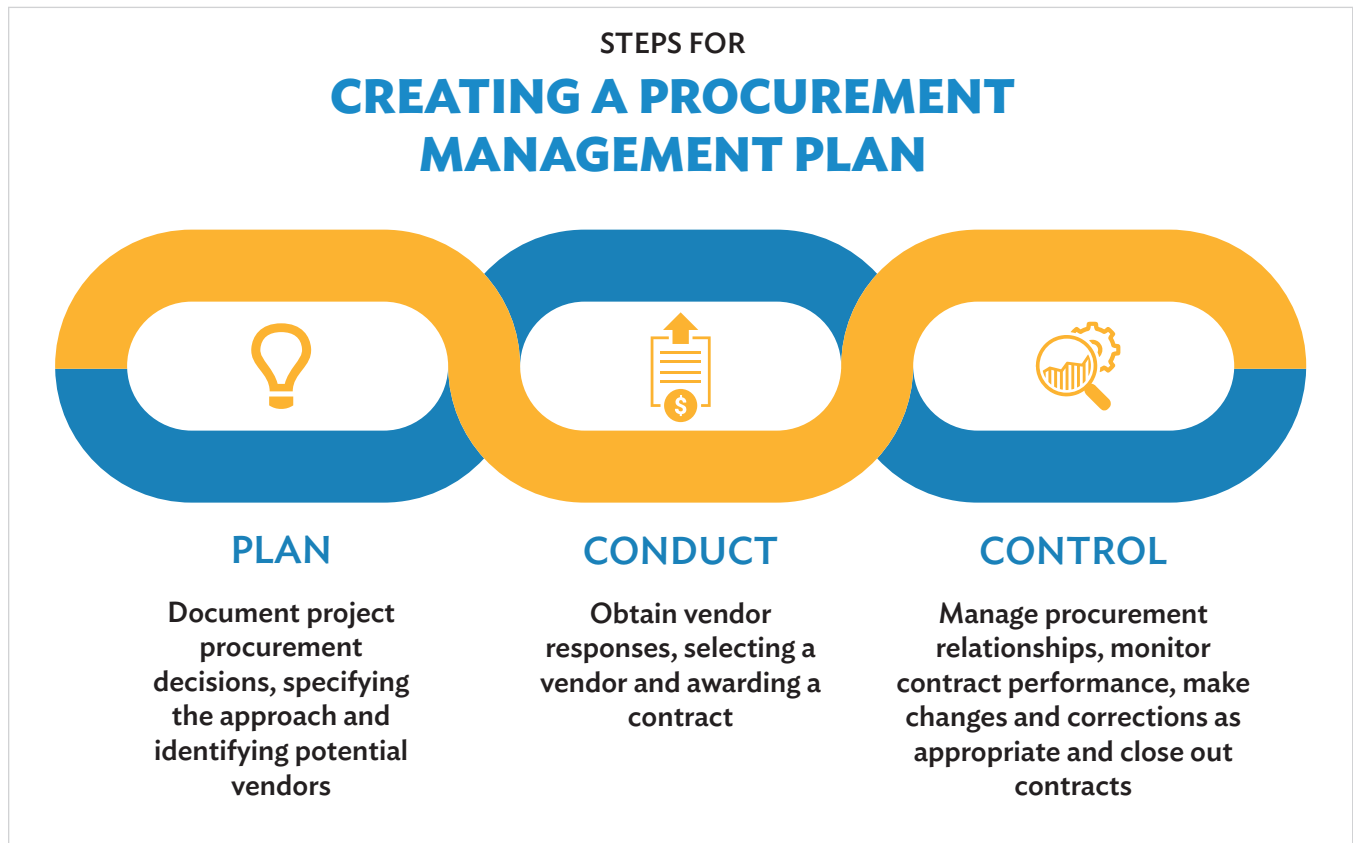 STEPS FOR
CREATING A PROCUREMENT
MANAGEMENT PLAN
$
PLAN
Document project
procurement
decisions, specifying
the approach and
identifying potential
vendors
CONDUCT
Obtain vendor
responses, selecting a
vendor and awarding a
contract
CONTROL
Manage procurement
relationships, monitor
contract performance, make
changes and corrections as
appropriate and close out
contracts